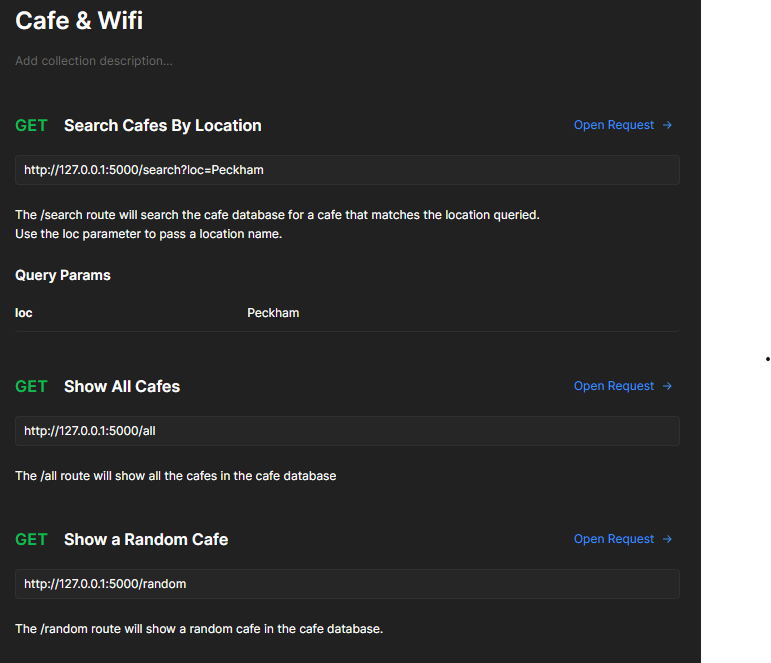 Cafe & Wifi
Add collection description...
GET Search Cafes By Location Open Request →
http://127.0.0.1:5000/search?loc=Peckham
The /search route will search the cafe database for a cafe that matches the location queried.
Use the loc parameter to pass a location name.
Query Params
loc Peckham
GET Show All Cafes Open Request →
http://127.0.0.1:5000/all
The /all route will show all the cafes in the cafe database
GET Show a Random Cafe Open Request →
http://127.0.0.1:5000/random
The /random route will show a random cafe in the cafe database.